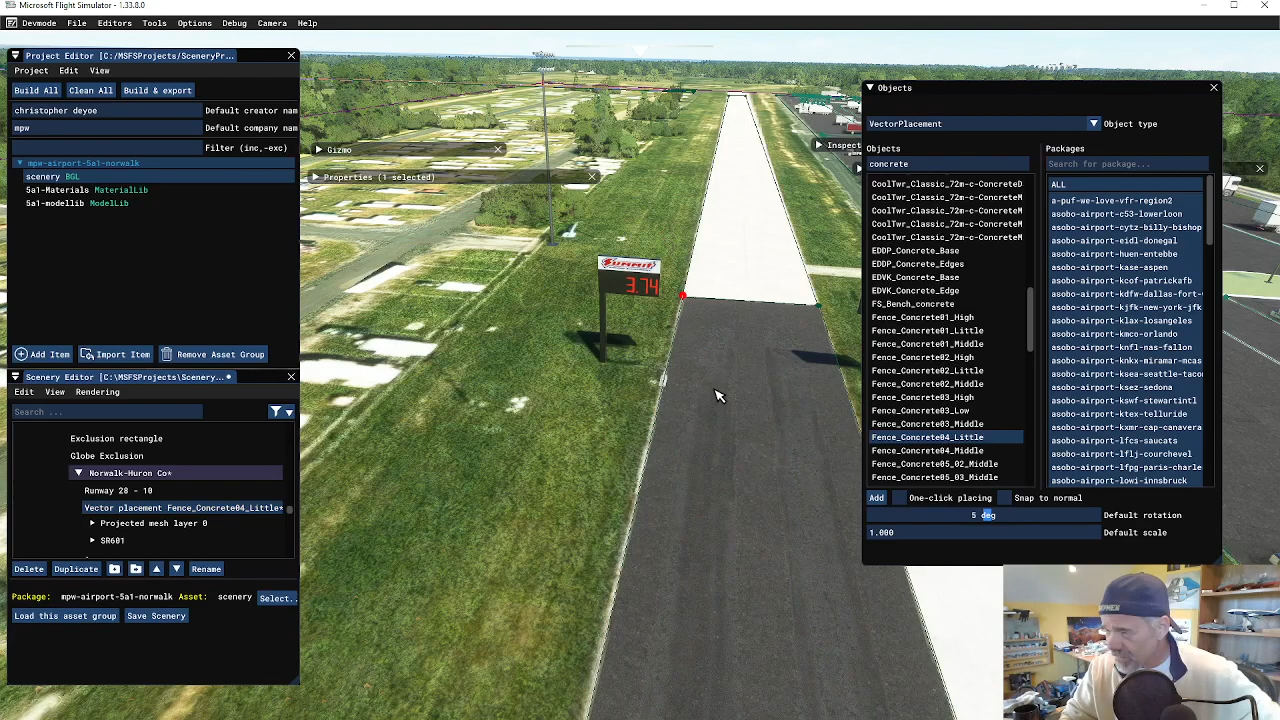 Microsoft Flight Simulator - 1.33.8.0
Devmode File Editors Tools Options Debug Camera Help
Project Editor [C:/MSFSProjects/SceneryPr...
Project Edit View
Build All Clean All Build & export
christopher deyoe Default creator nam
mpw Default company nam
Filter (inc,-exc)
mpw-airport-5a1-norwalk
scenery BGL
5a1-Materials MaterialLib
5a1-modellib ModelLib
Add Item Import Item Remove Asset Group
Scenery Editor [C:\MSFSProjects\Scenery...
Edit View Rendering
Search ...
Exclusion rectangle
Globe Exclusion
Norwalk-Huron Co*
Runway 28 - 10
Vector placement Fence_Concrete04_Little*
Projected mesh layer 0
SR601
Delete Duplicate Rename
Package: mpw-airport-5a1-norwalk Asset: scenery Select..
Load this asset group Save Scenery
Gizmo
Properties (1 selected)
Inspect
SUMMIT
3.74
Objects
VectorPlacement Object type
Objects
concrete
CoolTwr_Classic_72m-c-ConcreteD
CoolTwr_Classic_72m-c-ConcreteM
CoolTwr_Classic_72m-c-ConcreteM
CoolTwr_Classic_72m-c-ConcreteM
CoolTwr_Classic_72m-c-ConcreteM
EDDP_Concrete_Base
EDDP_Concrete_Edges
EDVK_Concrete_Base
EDVK_Concrete_Edge
FS_Bench_concrete
Fence_Concrete01_High
Fence_Concrete01_Little
Fence_Concrete01_Middle
Fence_Concrete02_High
Fence_Concrete02_Little
Fence_Concrete02_Middle
Fence_Concrete03_High
Fence_Concrete03_Low
Fence_Concrete03_Middle
Fence_Concrete04_Little
Fence_Concrete04_Middle
Fence_Concrete05_02_Middle
Fence_Concrete05_03_Middle
Packages
Search for package...
ALL
a-puf-we-love-vfr-region2
asobo-airport-c53-lowerloon
asobo-airport-cytz-billy-bishop
asobo-airport-eidl-donegal
asobo-airport-huen-entebbe
asobo-airport-kase-aspen
asobo-airport-kcof-patrickafb
asobo-airport-kdfw-dallas-fort-
asobo-airport-kjfk-new-york-jfk
asobo-airport-klax-losangeles
asobo-airport-kmco-orlando
asobo-airport-knfl-nas-fallon
asobo-airport-knkx-miramar-mcas
asobo-airport-ksea-seattle-taco
asobo-airport-ksez-sedona
asobo-airport-kswf-stewartintl
asobo-airport-ktex-telluride
asobo-airport-kxmr-cap-canavera
asobo-airport-lfcs-saucats
asobo-airport-lflj-courchevel
asobo-airport-lfpg-paris-charle
asobo-airport-lowi-innsbruck
Add One-click placing Snap to normal
5 deg Default rotation
1.000 Default scale